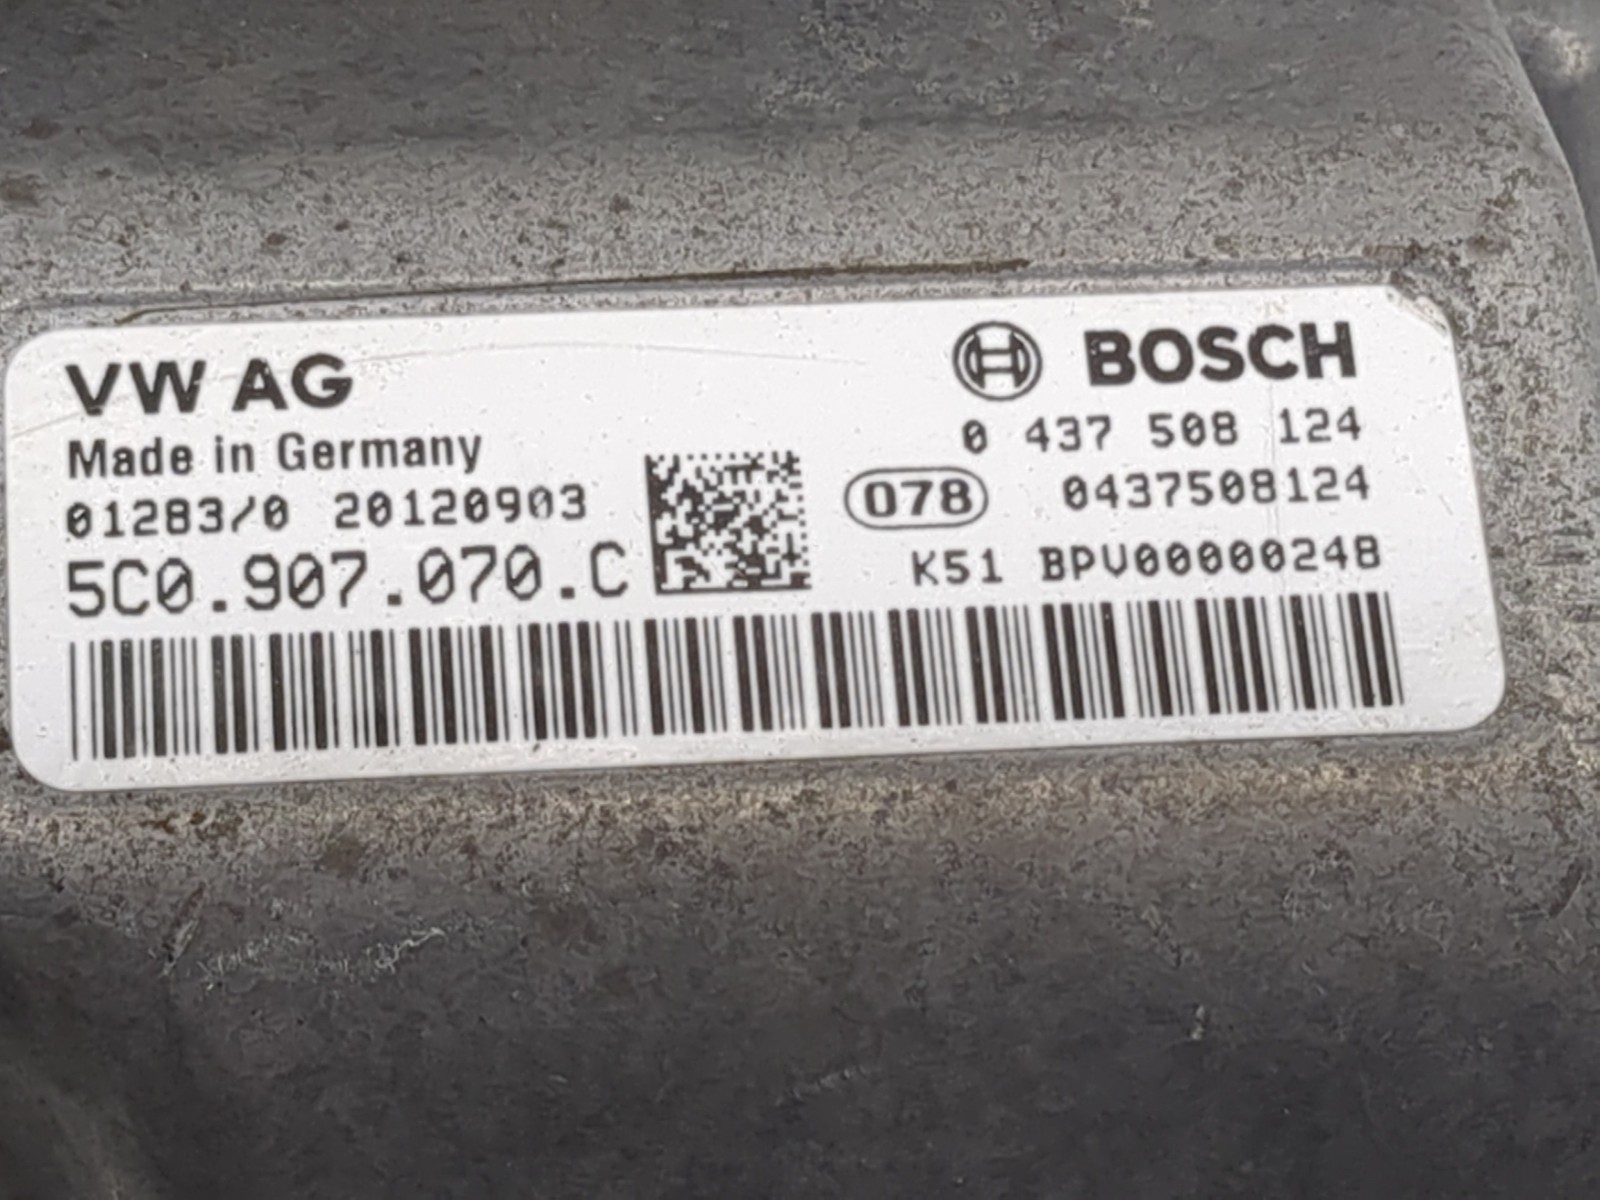 VW AG
Made in Germany
01283/0 20120903
5C0.907.070.C
BOSCH
0 437 508 124
078 0437508124
K51 BPV00000248